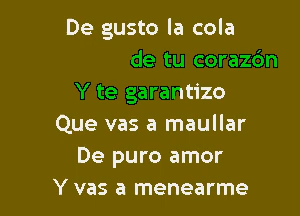 De gusto la cola
de tu corazón
Y te garantizo
Que vas a maullar
De puro amor
Y vas a menearme